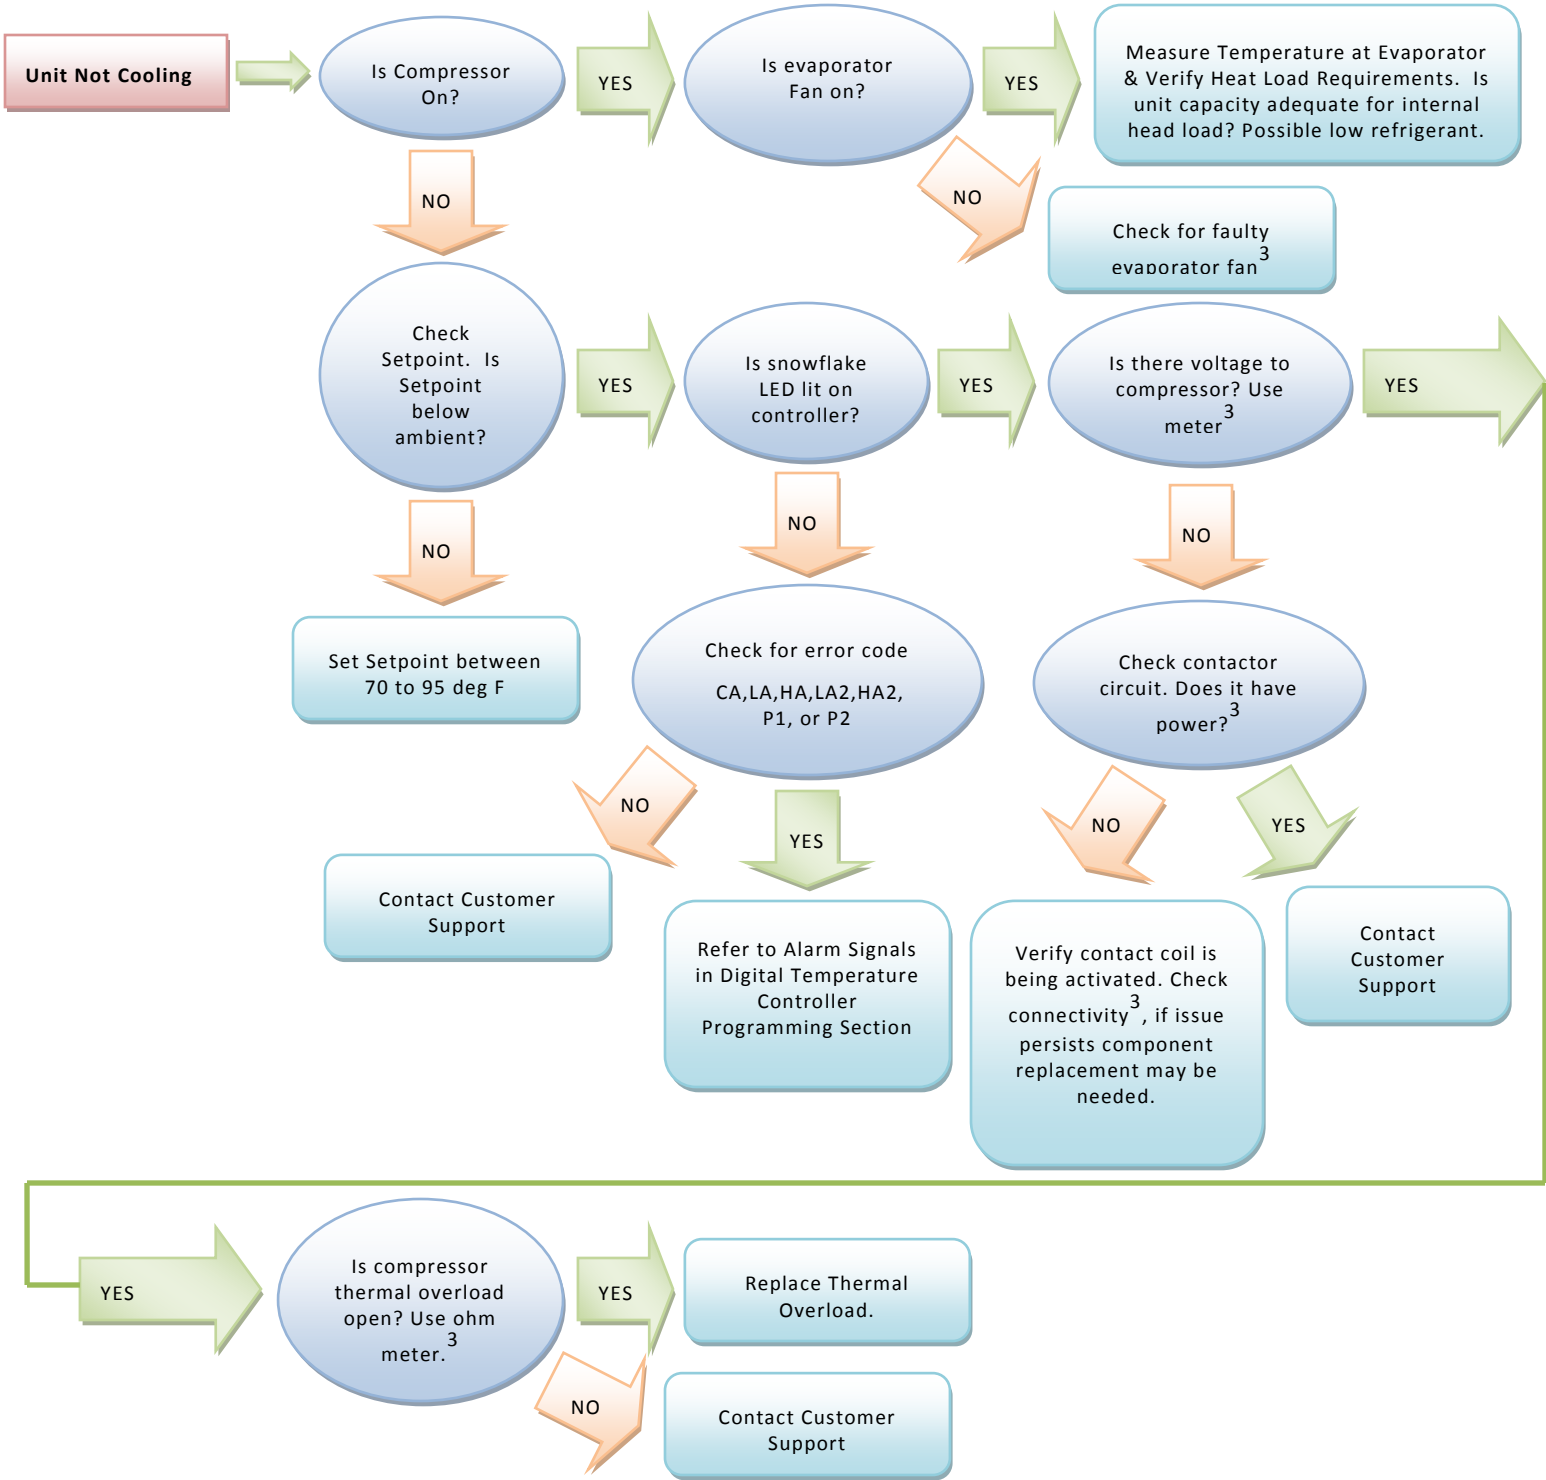 Unit Not Cooling
Is Compressor
On?
YES
Is evaporator
Fan on?
YES
Measure Temperature at Evaporator
& Verify Heat Load Requirements. Is
unit capacity adequate for internal
head load? Possible low refrigerant.
NO
NO
Check for faulty
evaporator fan3
Check
Setpoint. Is
Setpoint
below
ambient?
YES
Is snowflake
LED lit on
controller?
YES
Is there voltage to
compressor? Use
meter3
YES
NO
NO
NO
Set Setpoint between
70 to 95 deg F
Check for error code
CA,LA,HA,LA2,HA2,
P1, or P2
Check contactor
circuit. Does it have
power?3
NO
YES
NO
YES
Contact Customer
Support
Refer to Alarm Signals
in Digital Temperature
Controller
Programming Section
Verify contact coil is
being activated. Check
connectivity3, if issue
persists component
replacement may be
needed.
Contact
Customer
Support
YES
Is compressor
thermal overload
open? Use ohm
meter.3
YES
Replace Thermal
Overload.
NO
Contact Customer
Support